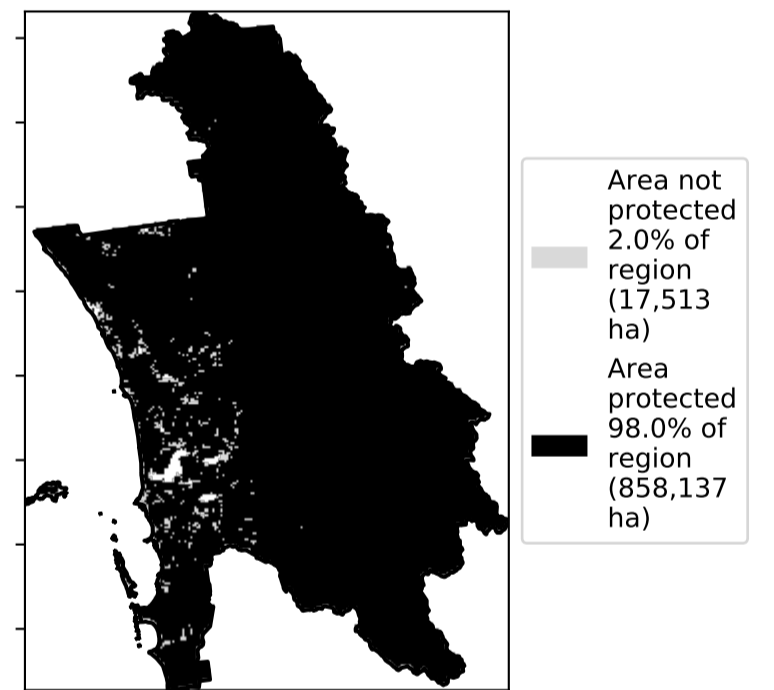 Area not
protected
2.0% of
region
(17,513
ha)
Area
protected
98.0% of
region
(858,137
ha)